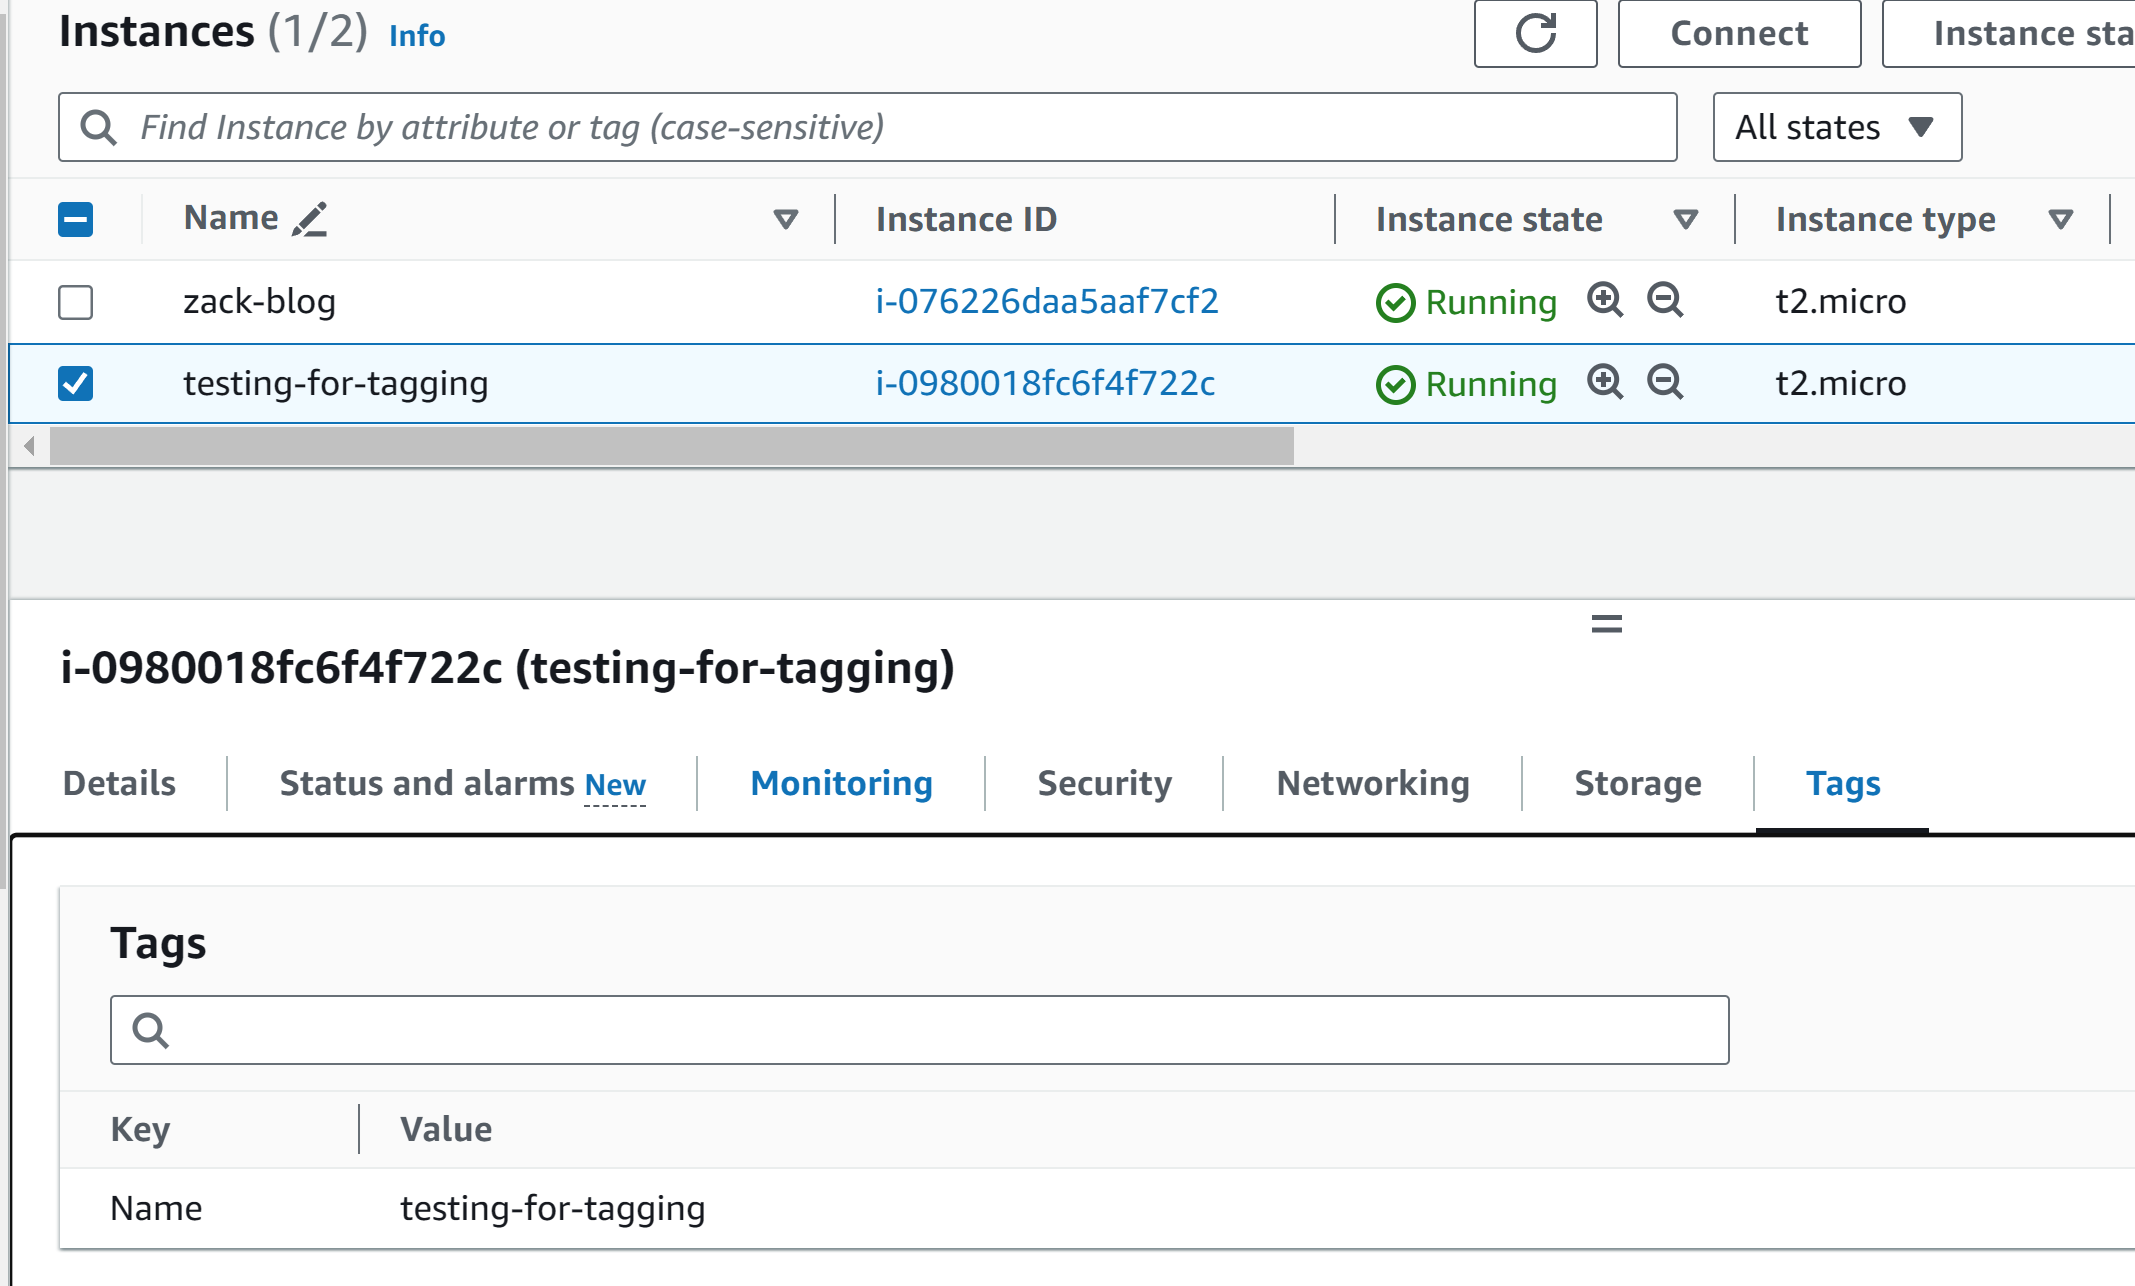 Instances (1/2) Info
Connect
Instance sta
Find Instance by attribute or tag (case-sensitive)
All states
Name Instance ID Instance state Instance type
zack-blog i-076226daa5aaf7cf2 Running t2.micro
testing-for-tagging i-0980018fc6f4f722c Running t2.micro
i-0980018fc6f4f722c (testing-for-tagging)
Details Status and alarms New Monitoring Security Networking Storage Tags
Tags
Key Value
Name testing-for-tagging